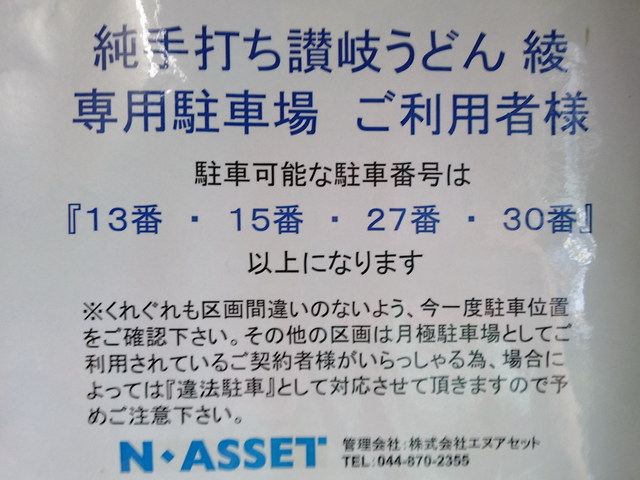 純手打ち讃岐うどん 綾
専用駐車場 ご利用者様
駐車可能な駐車番号は
『13番 ・ 15番 ・ 27番 ・ 30番』
以上になります
※くれぐれも区画間違いのないよう、今一度駐車位置
をご確認下さい。その他の区画は月極駐車場としてご
利用されているご契約者様がいらっしゃる為、場合に
よっては『違法駐車』として対応させて頂きますので予
めご注意下さい。
N・ASSET 管理会社:株式会社エヌアセット
TEL:044-870-2355